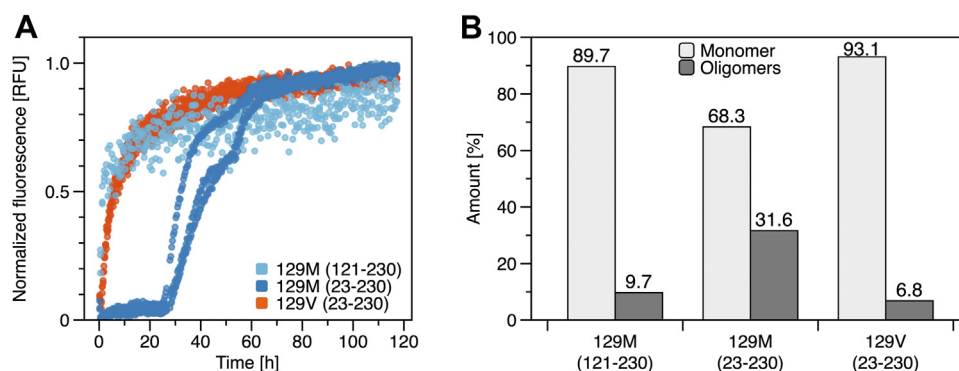 A
Normalized fluorescence [RFU]
1.0
0.5
0
129M (121-230)
129M (23-230)
129V (23-230)
0 20 40 60 80 100 120
Time [h]
B
Amount [%]
100
80
60
40
20
0
Monomer
Oligomers
89.7
9.7
68.3
31.6
93.1
6.8
129M
(121-230)
129M
(23-230)
129V
(23-230)